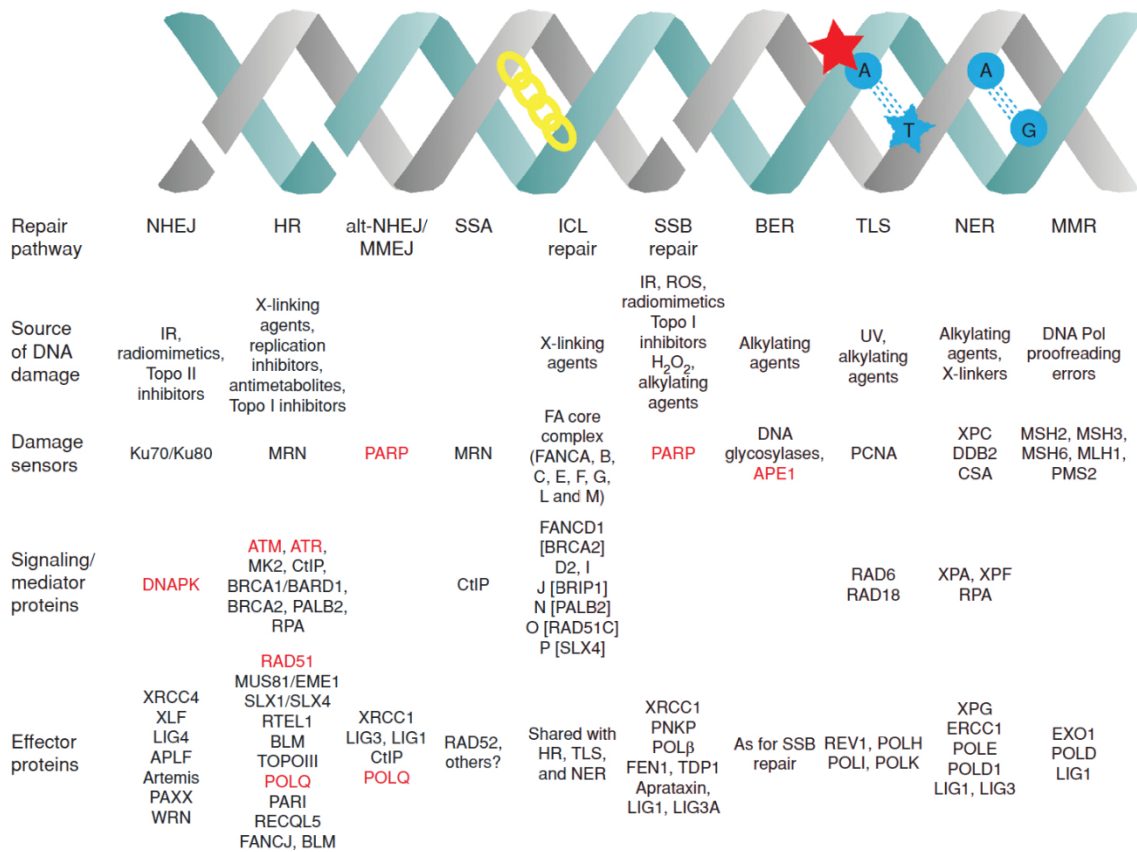 A
A
T
G
Repair
pathway
NHEJ
HR
alt-NHEJ/
MMEJ
SSA
ICL
repair
SSB
repair
BER
TLS
NER
MMR
Source
of DNA
damage
IR,
radiomimetics,
Topo II
inhibitors
X-linking
agents,
replication
inhibitors,
antimetabolites,
Topo I inhibitors
X-linking
agents
IR, ROS,
radiomimetics
Topo I
inhibitors
H₂O₂,
alkylating
agents
Alkylating
agents
UV,
alkylating
agents
Alkylating
agents,
X-linkers
DNA Pol
proofreading
errors
Damage
sensors
Ku70/Ku80
MRN
PARP
MRN
FA core
complex
(FANCA, B,
C, E, F, G,
L and M)
PARP
DNA
glycosylases,
APE1
PCNA
XPC
DDB2
CSA
MSH2, MSH3,
MSH6, MLH1,
PMS2
Signaling/
mediator
proteins
DNAPK
ATM, ATR,
MK2, CtIP,
BRCA1/BARD1,
BRCA2, PALB2,
RPA
CtIP
FANCD1
[BRCA2]
D2, I
J [BRIP1]
N [PALB2]
O [RAD51C]
P [SLX4]
RAD6
RAD18
XPA, XPF
RPA
Effector
proteins
XRCC4
XLF
LIG4
APLF
Artemis
PAXX
WRN
RAD51
MUS81/EME1
SLX1/SLX4
RTEL1
BLM
TOPOIII
POLQ
PARI
RECQL5
FANCJ, BLM
XRCC1
LIG3, LIG1
CtIP
POLQ
RAD52,
others?
Shared with
HR, TLS,
and NER
XRCC1
PNKP
POLβ
FEN1, TDP1
Aprataxin,
LIG1, LIG3A
As for SSB
repair
REV1, POLH
POLI, POLK
XPG
ERCC1
POLE
POLD1
LIG1, LIG3
EXO1
POLD
LIG1